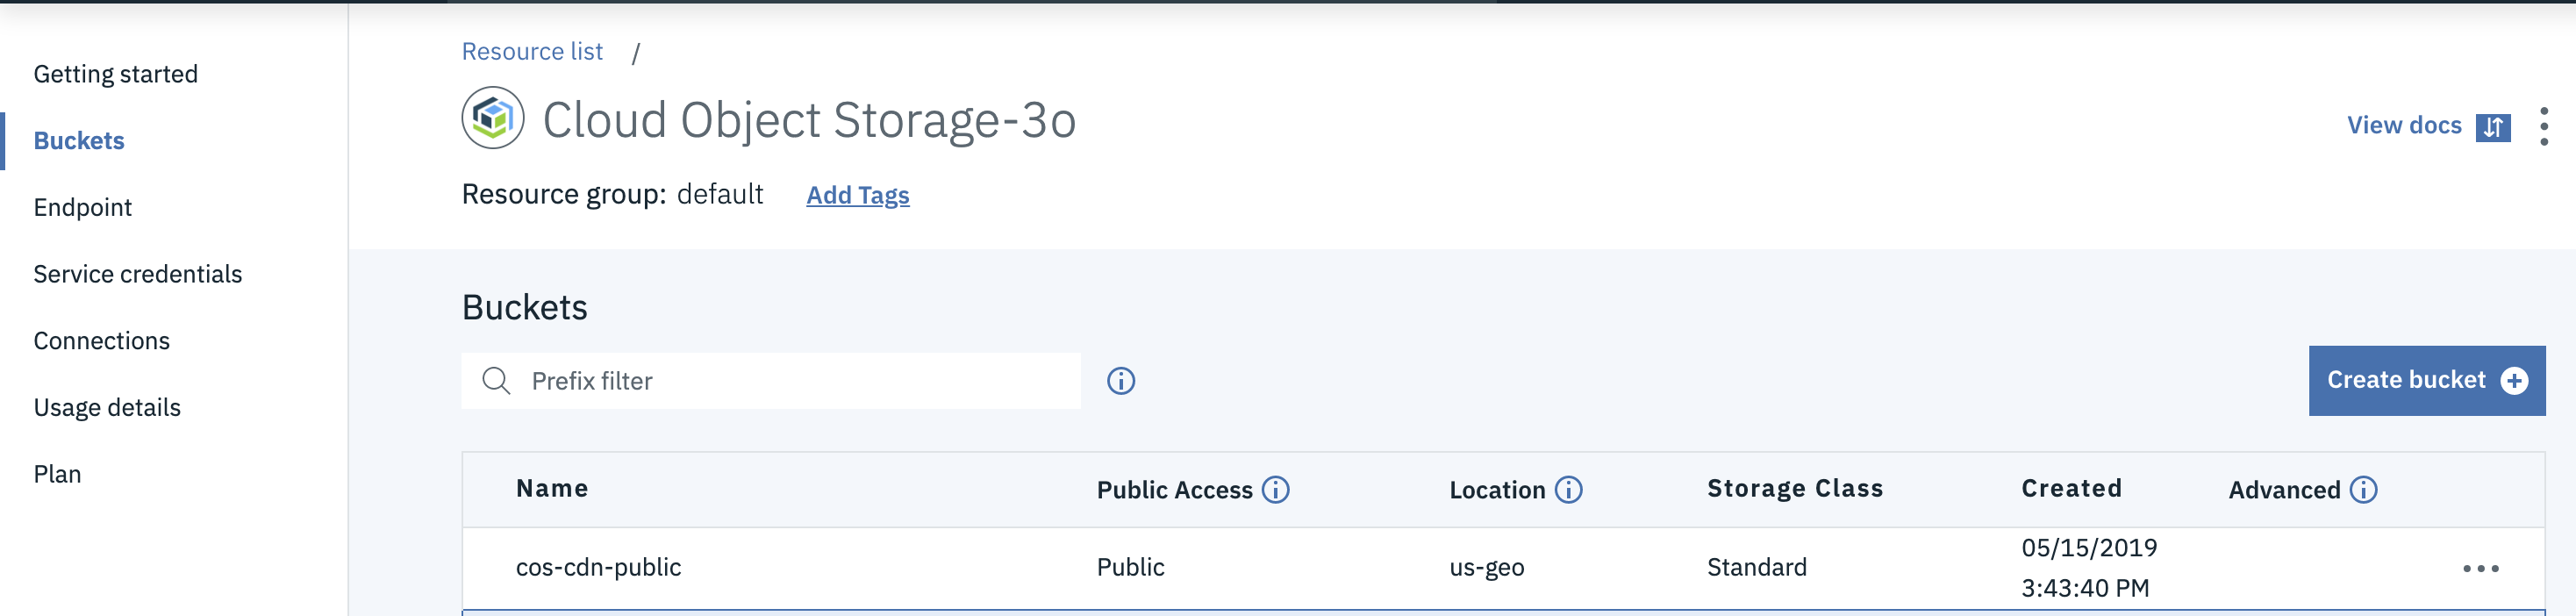 Getting started
Buckets
Endpoint
Service credentials
Connections
Usage details
Plan
Resource list /
Cloud Object Storage-3o
Resource group: default Add Tags
View docs
Buckets
Prefix filter
Create bucket
Name Public Access Location Storage Class Created Advanced
cos-cdn-public Public us-geo Standard 05/15/2019
3:43:40 PM